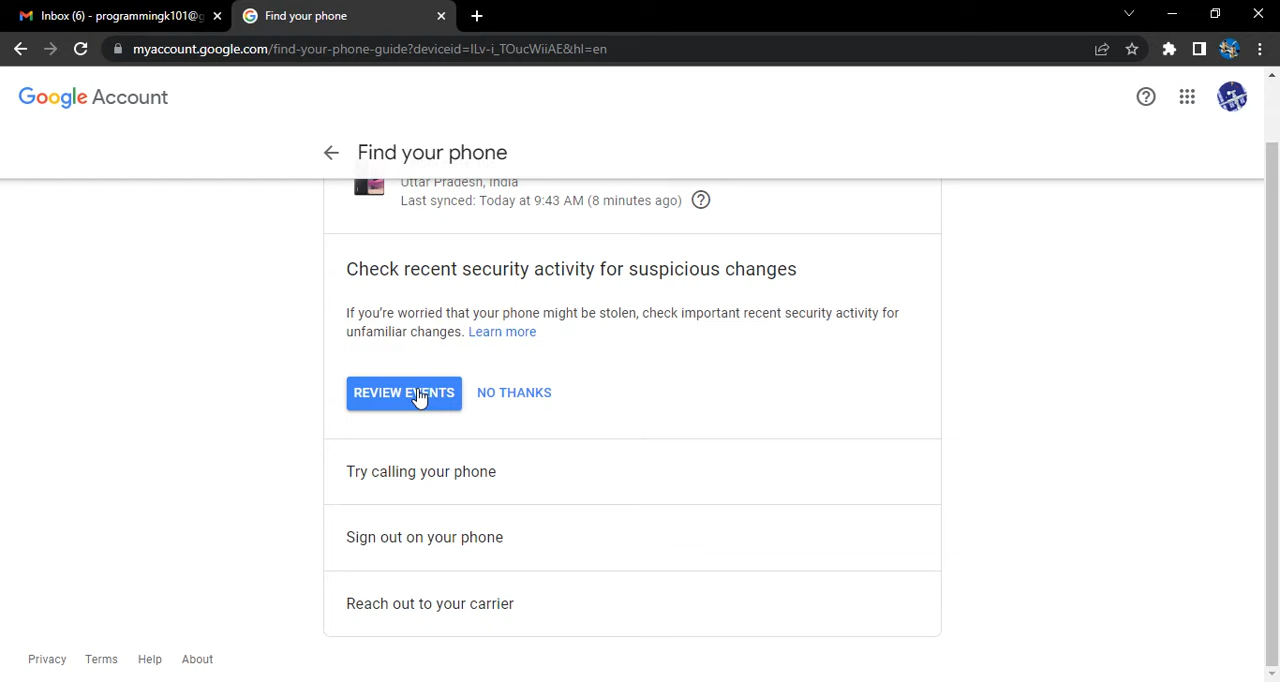 Inbox (6) - programmingk101@g
Find your phone
myaccount.google.com/find-your-phone-guide?deviceid=ILv-i_TOucWiiAE&hl=en
Google Account
Find your phone
Uttar Pradesh, India
Last synced: Today at 9:43 AM (8 minutes ago)
Check recent security activity for suspicious changes
If you're worried that your phone might be stolen, check important recent security activity for
unfamiliar changes. Learn more
REVIEW EVENTS NO THANKS
Try calling your phone
Sign out on your phone
Reach out to your carrier
Privacy Terms Help About